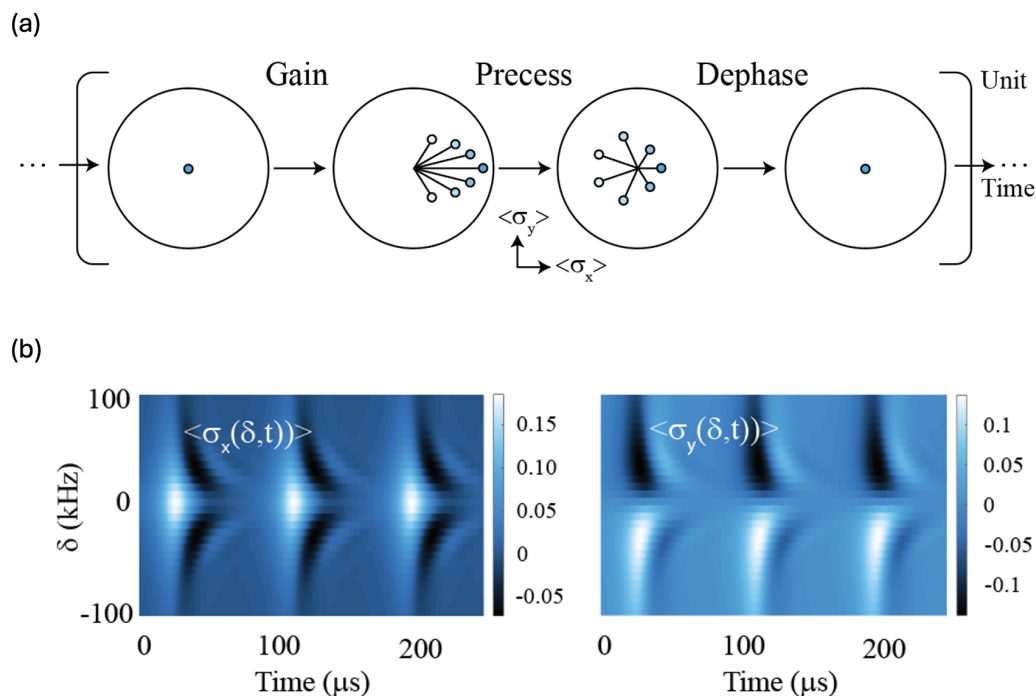 (a)
Gain
Precess
Dephase
Unit
Time
...
...
<σy>
<σx>
(b)
<σx(δ,t))>
<σy(δ,t))>
δ (kHz)
100
0
-100
0.15
0.10
0.05
0
-0.05
0.1
0.05
0
-0.05
-0.1
0
100
200
Time (μs)
0
100
200
Time (μs)